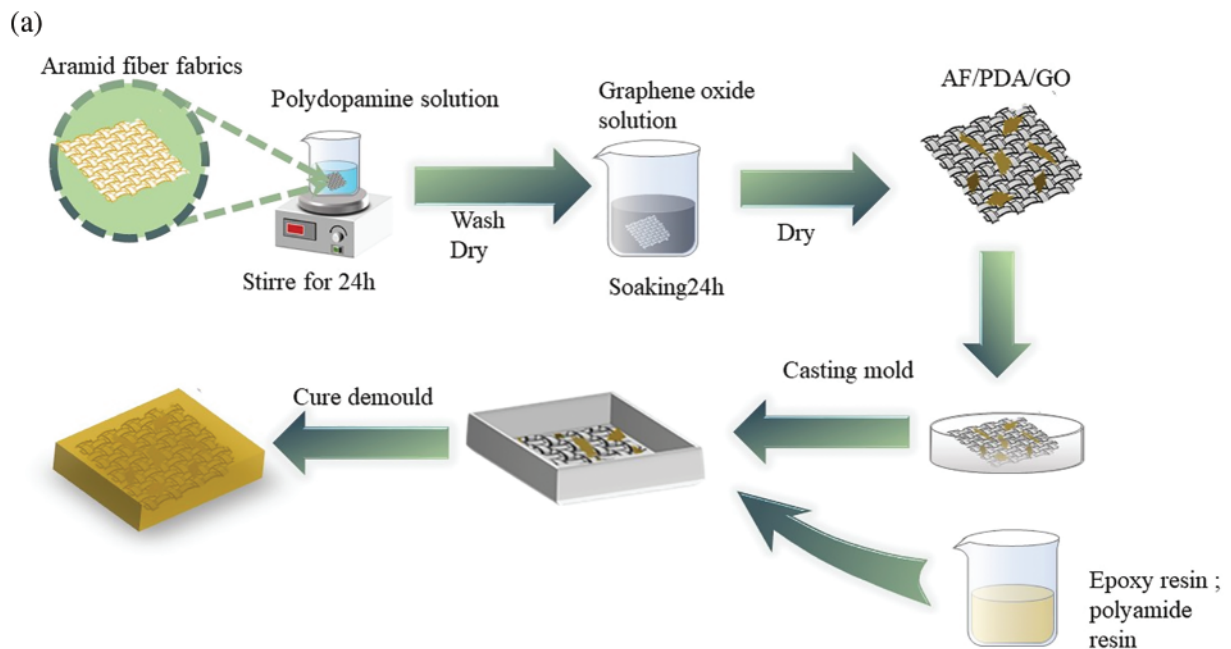 (a)
Aramid fiber fabrics
Polydopamine solution
Stirre for 24h
Wash
Dry
Graphene oxide
solution
Soaking24h
Dry
AF/PDA/GO
Casting mold
Cure demould
Epoxy resin ;
polyamide
resin